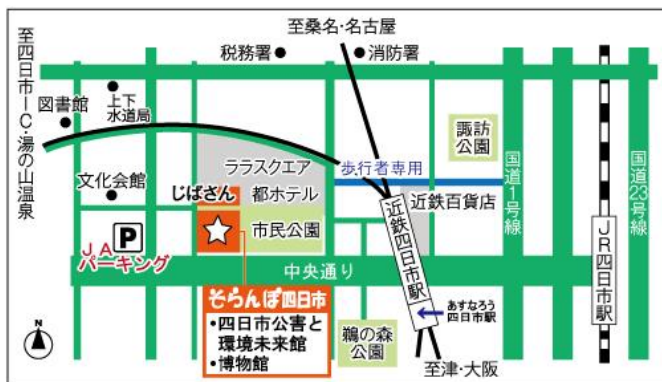 至桑名・名古屋
税務署
消防署
至四日市IC・湯の山温泉
上下
水道局
図書館
諏訪
公園
ララスクエア
歩行者専用
文化会館
じばさん
都ホテル
近鉄百貨店
国道1号線
国道23号線
市民公園
近鉄四日市駅
JR四日市駅
P
JA
パーキング
中央通り
そらんぽ四日市
・四日市公害と
環境未来館
・博物館
あすなろう
四日市駅
鵜の森
公園
至津・大阪
N